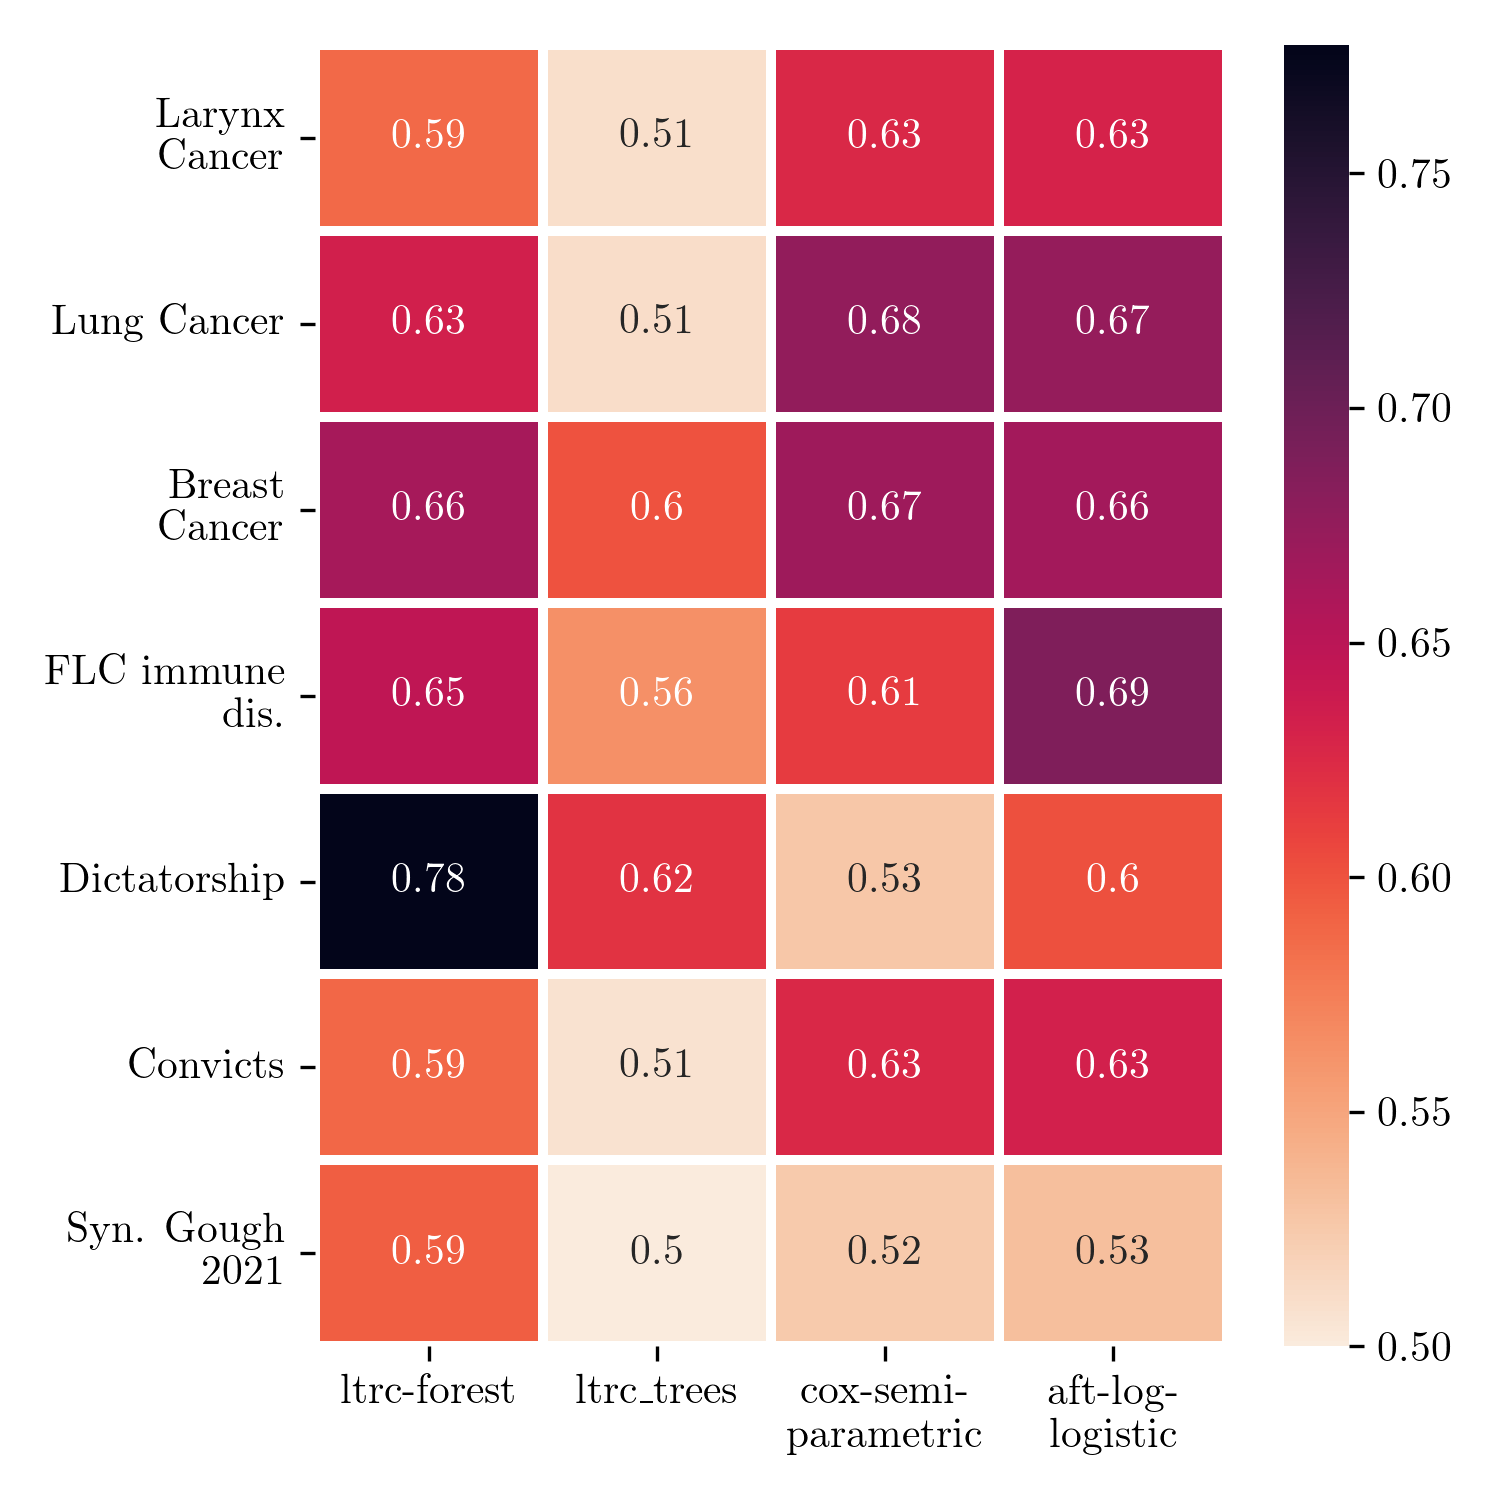 Larynx
Cancer
0.59 0.51 0.63 0.63
Lung Cancer
0.63 0.51 0.68 0.67
Breast
Cancer
0.66 0.6 0.67 0.66
FLC immune
dis.
0.65 0.56 0.61 0.69
Dictatorship
0.78 0.62 0.53 0.6
Convicts
0.59 0.51 0.63 0.63
Syn. Gough
2021
0.59 0.5 0.52 0.53
ltrc-forest
ltrc_trees
cox-semi-
parametric
aft-log-
logistic
0.75
0.70
0.65
0.60
0.55
0.50